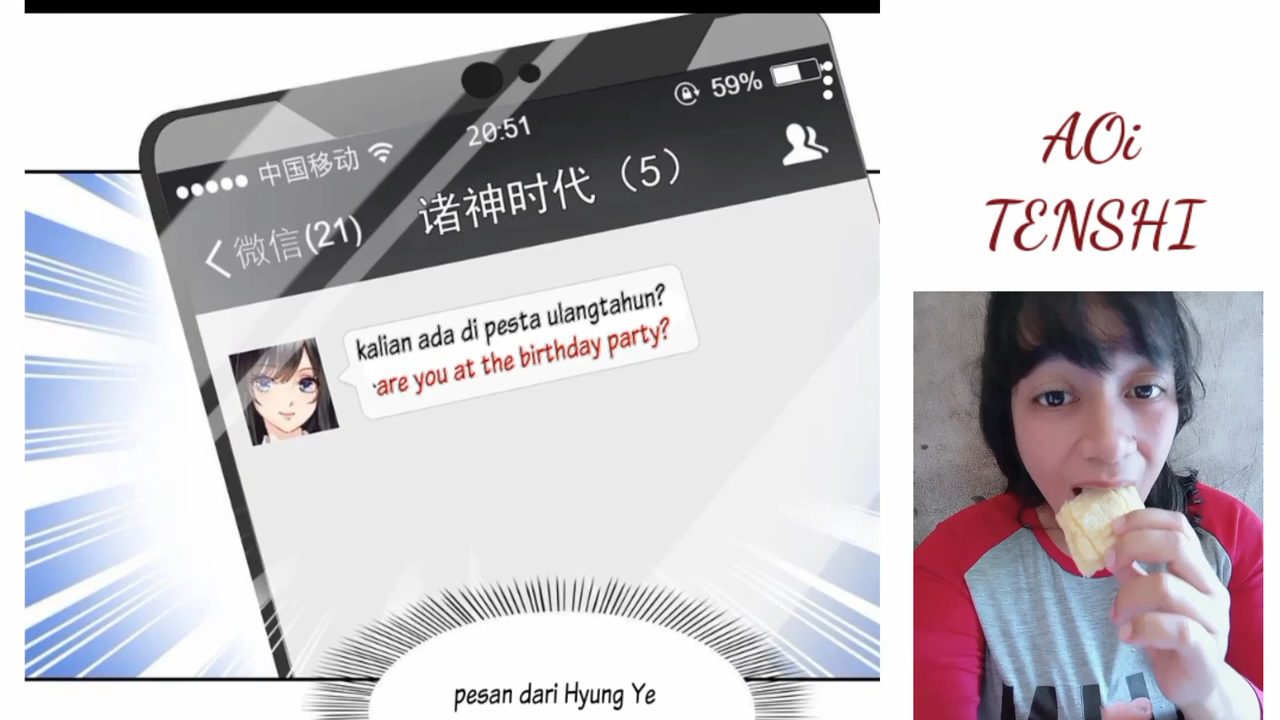 中国移动
20:51
59%
微信(21)
诸神时代（5）
kalian ada di pesta ulangtahun?
are you at the birthday party?
pesan dari Hyung Ye
AOi
TENSHI